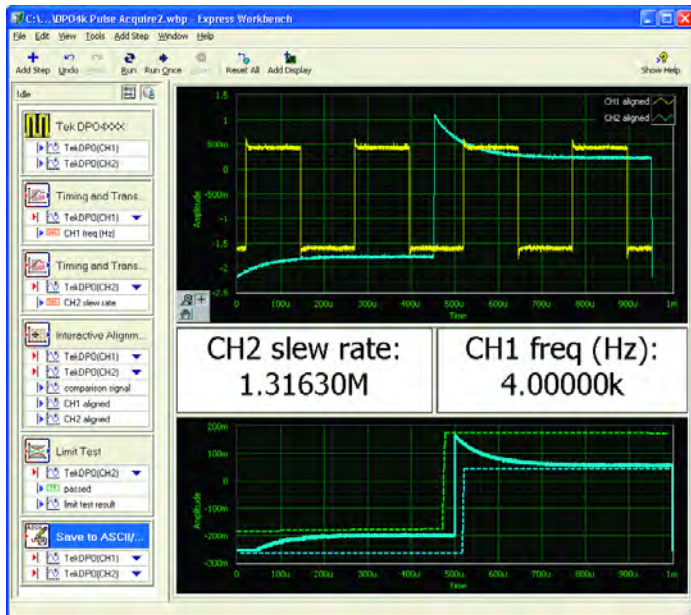 C:\...\DPO4k Pulse Acquire2.wbp - Express Workbench
File Edit View Tools Add Step Window Help
Add Step Undo Run Run Once Reset All Add Display Show Help
Idle
Tek DPO4XXX
TekDPO(CH1)
TekDPO(CH2)
Timing and Trans...
TekDPO(CH1)
CH1 freq (Hz)
Timing and Trans...
TekDPO(CH2)
CH2 slew rate
Interactive Alignm...
TekDPO(CH1)
TekDPO(CH2)
comparison signal
CH1 aligned
CH2 aligned
Limit Test
TekDPO(CH2)
passed
limit test result
Save to ASCII/...
TekDPO(CH1)
TekDPO(CH2)
CH1 aligned
CH2 aligned
Amplitude
1.5
1
500m
0
-500m
-1
-1.5
-2
-2.5
0 100u 200u 300u 400u 500u 600u 700u 800u 900u 1m
Time
CH2 slew rate:
1.31630M
CH1 freq (Hz):
4.00000k
Amplitude
200m
100m
0
-100m
-200m
-300m
0 100u 200u 300u 400u 500u 600u 700u 800u 900u 1m
Time